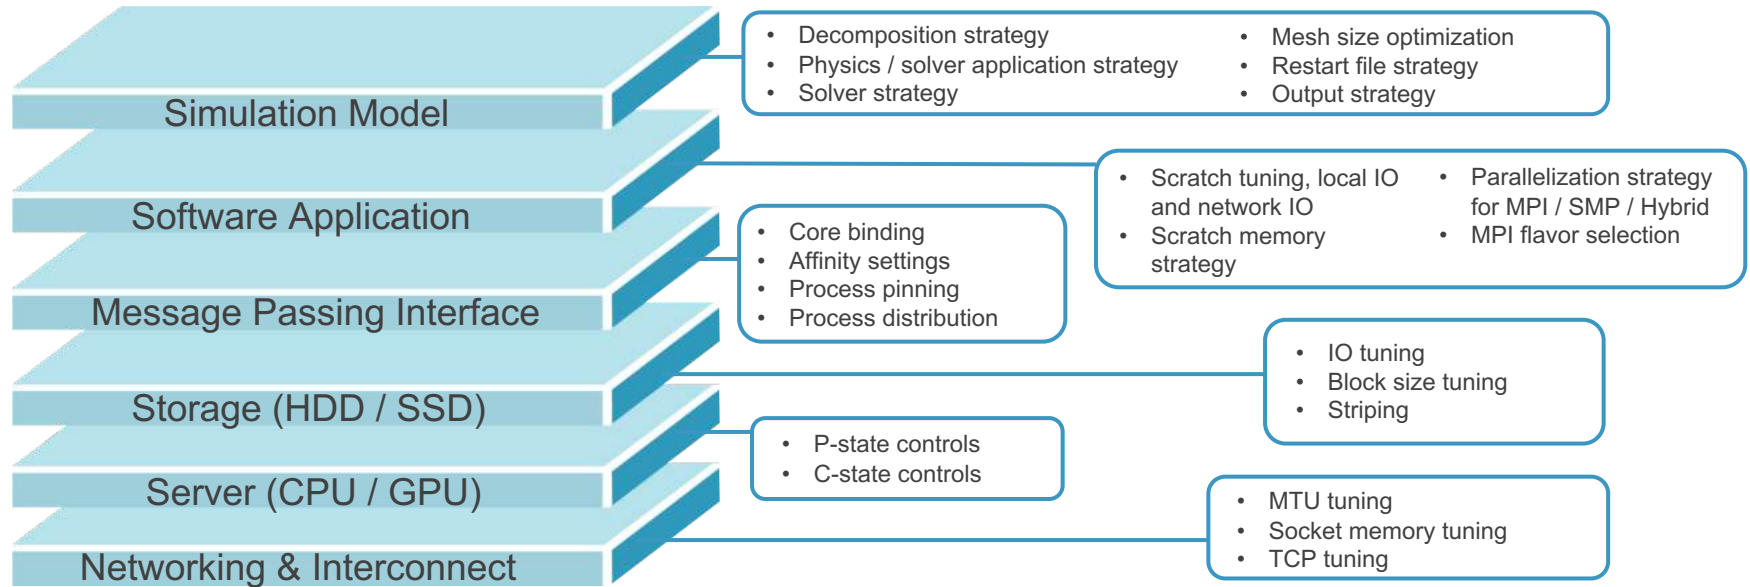 Simulation Model
• Decomposition strategy
• Physics / solver application strategy
• Solver strategy
• Mesh size optimization
• Restart file strategy
• Output strategy
Software Application
• Scratch tuning, local IO
and network IO
• Scratch memory
strategy
• Parallelization strategy
for MPI / SMP / Hybrid
• MPI flavor selection
Message Passing Interface
• Core binding
• Affinity settings
• Process pinning
• Process distribution
Storage (HDD / SSD)
• IO tuning
• Block size tuning
• Striping
Server (CPU / GPU)
• P-state controls
• C-state controls
Networking & Interconnect
• MTU tuning
• Socket memory tuning
• TCP tuning